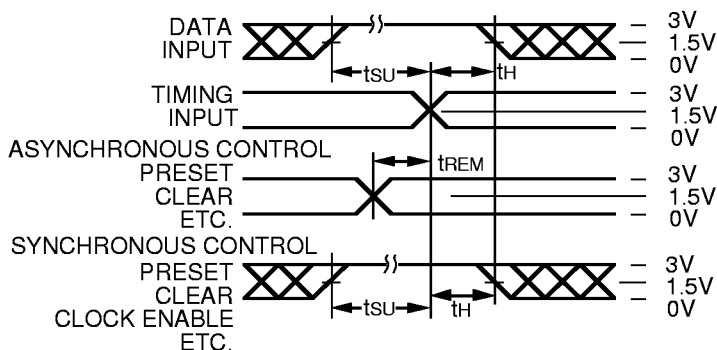 DATA INPUT
3V
1.5V
0V
tSU
tH
TIMING INPUT
3V
1.5V
0V
ASYNCHRONOUS CONTROL
PRESET
CLEAR
ETC.
tREM
3V
1.5V
0V
SYNCHRONOUS CONTROL
PRESET
CLEAR
CLOCK ENABLE
ETC.
3V
1.5V
0V
tSU
tH